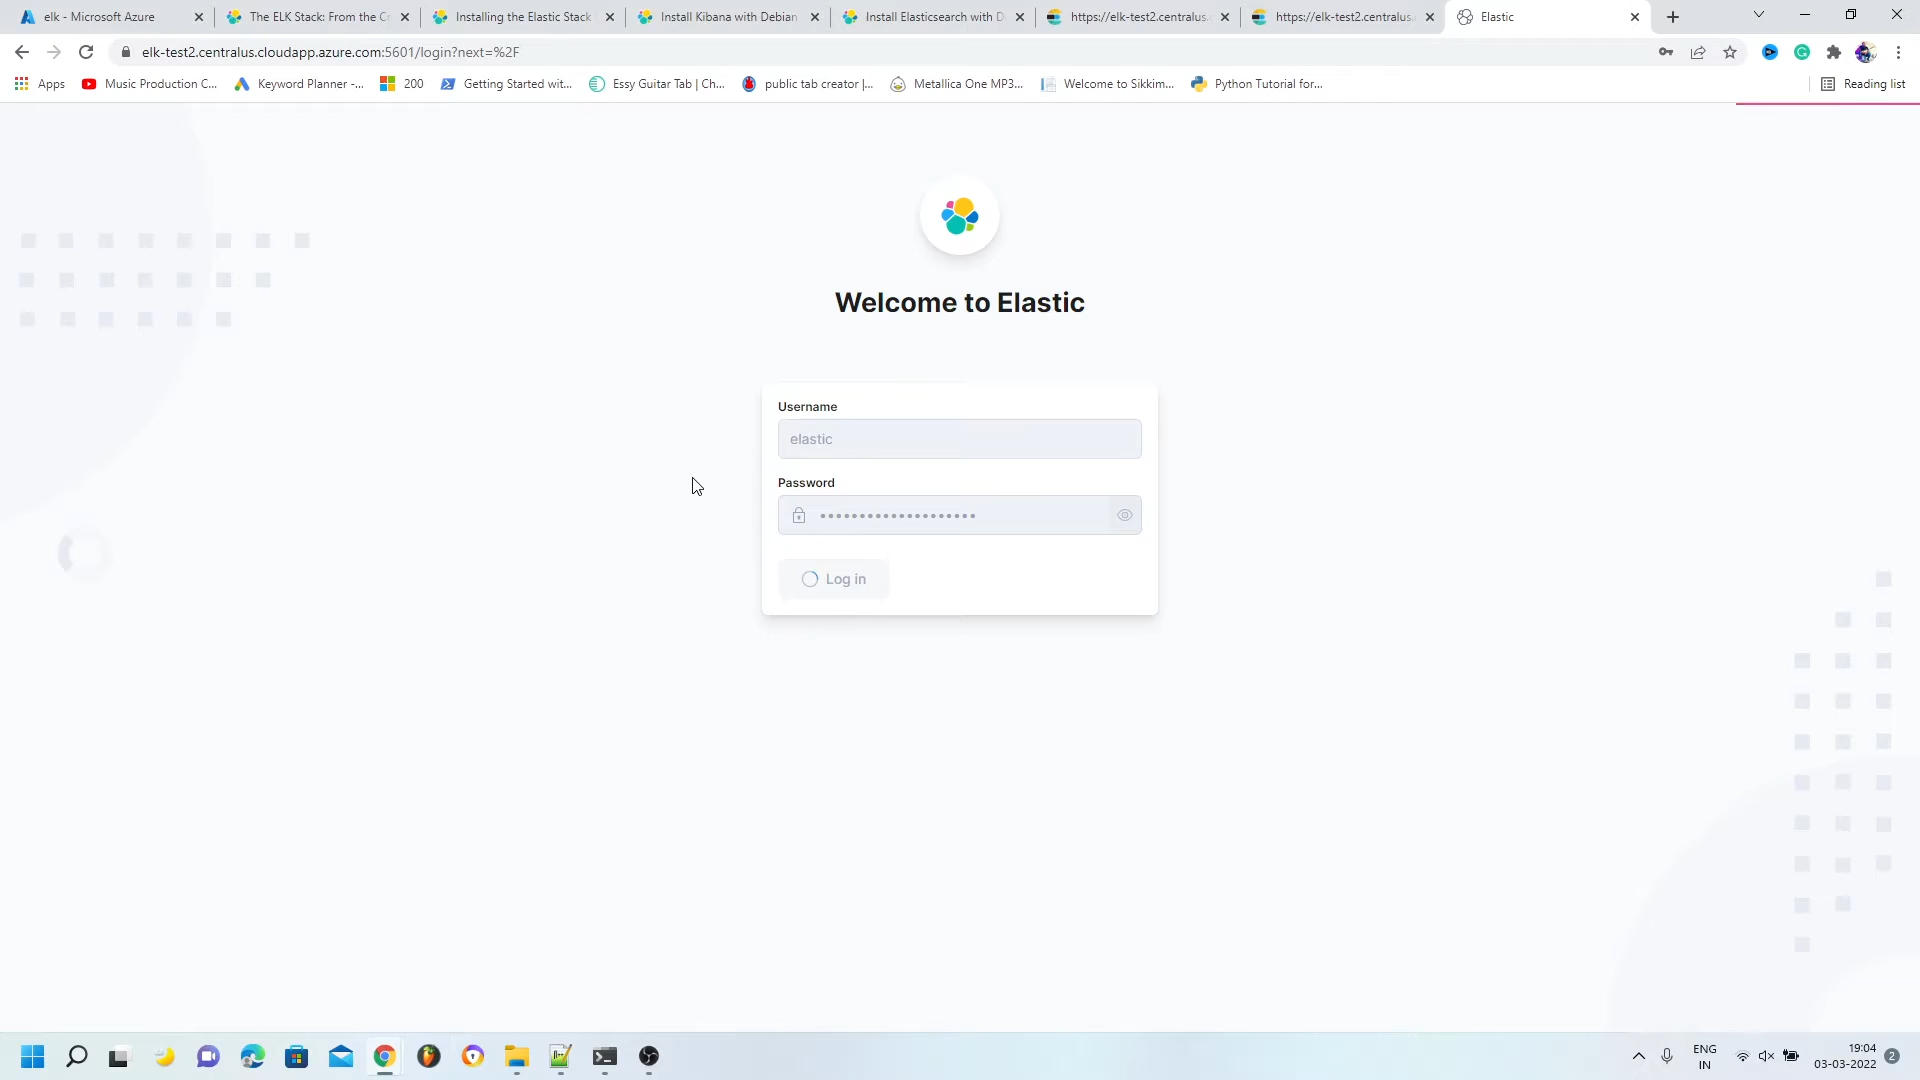 elk - Microsoft Azure
The ELK Stack: From the Cr
Installing the Elastic Stack
Install Kibana with Debian
Install Elasticsearch with D
https://elk-test2.centralus.c
https://elk-test2.centralus.
Elastic
elk-test2.centralus.cloudapp.azure.com:5601/login?next=%2F
Apps
Music Production C...
Keyword Planner -...
200
Getting Started wit...
Essy Guitar Tab | Ch...
public tab creator |...
Metallica One MP3...
Welcome to Sikkim...
Python Tutorial for...
Reading list
Welcome to Elastic
Username
elastic
Password
Log in
ENG
IN
19:04
03-03-2022
2